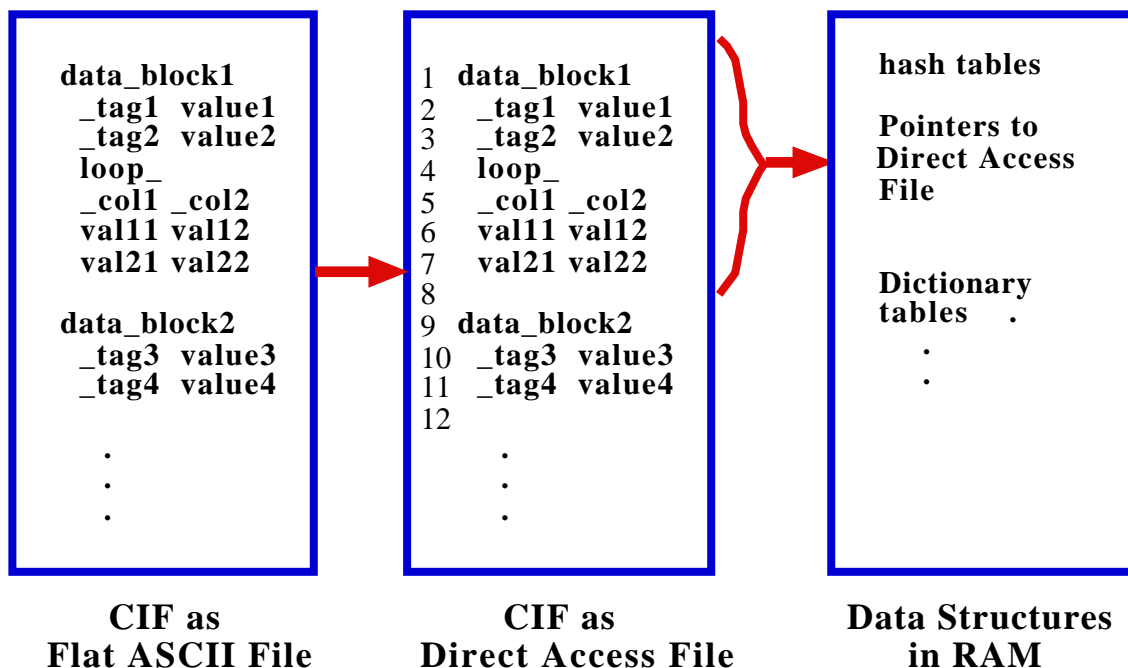 data_block1
_tag1 value1
_tag2 value2
loop_
_col1 _col2
val11 val12
val21 val22
data_block2
_tag3 value3
_tag4 value4
.
.
.
CIF as
Flat ASCII File
1 data_block1
2 _tag1 value1
3 _tag2 value2
4 loop_
5 _col1 _col2
6 val11 val12
7 val21 val22
8
9 data_block2
10 _tag3 value3
11 _tag4 value4
12
.
.
.
CIF as
Direct Access File
hash tables
Pointers to
Direct Access
File
Dictionary
tables .
.
.
Data Structures
in RAM